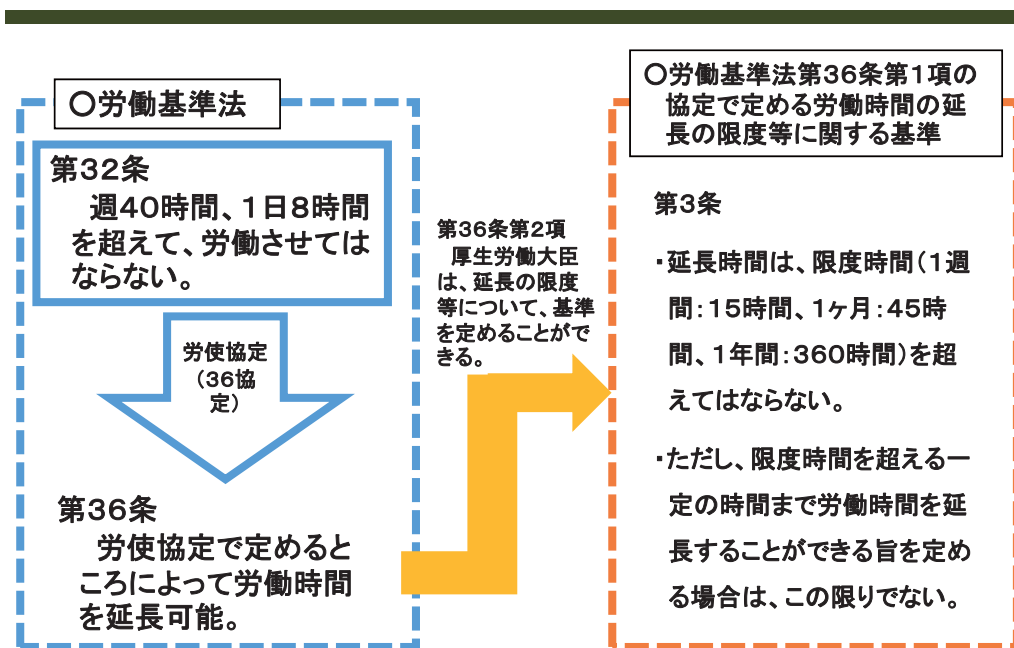 〇労働基準法
第32条
週40時間、1日8時間
を超えて、労働させては
ならない。
労使協定
(36協
定)
第36条
労使協定で定めると
ころによって労働時間
を延長可能。
第36条第2項
厚生労働大臣
は、延長の限度
等について、基準
を定めることがで
きる。
〇労働基準法第36条第1項の
協定で定める労働時間の延
長の限度等に関する基準
第3条
・延長時間は、限度時間(1週
間:15時間、1ヶ月:45時
間、1年間:360時間)を超
えてはならない。
・ただし、限度時間を超える一
定の時間まで労働時間を延
長することができる旨を定め
る場合は、この限りでない。